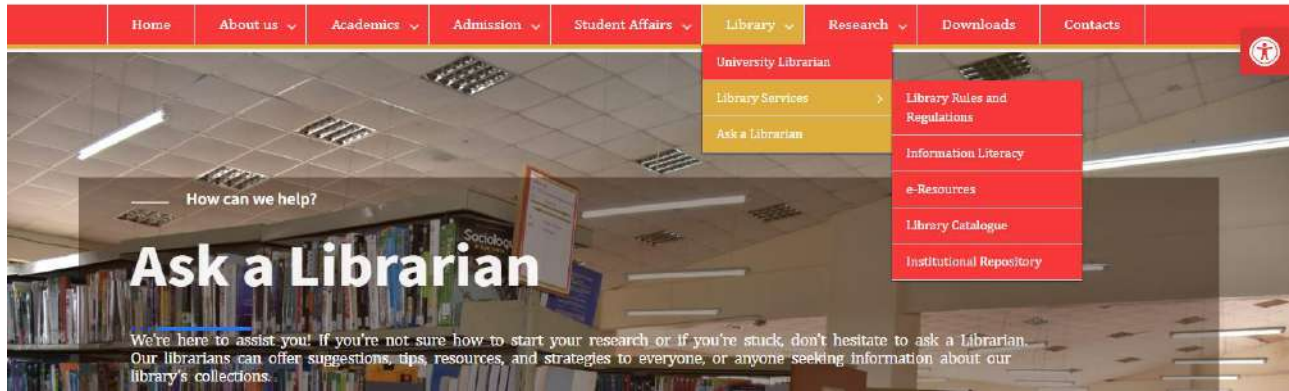 Home
About us
Academics
Admission
Student Affairs
Library
Research
Downloads
Contacts
University Librarian
Library Services
Ask a Librarian
Library Rules and
Regulations
Information Literacy
e-Resources
Library Catalogue
Institutional Repository
How can we help?
Sociolog
Ask a Librarian
We're here to assist you! If you're not sure how to start your research or if you're stuck, don't hesitate to ask a Librarian.
Our librarians can offer suggestions, tips, resources, and strategies to everyone, or anyone seeking information about our
library's collections.